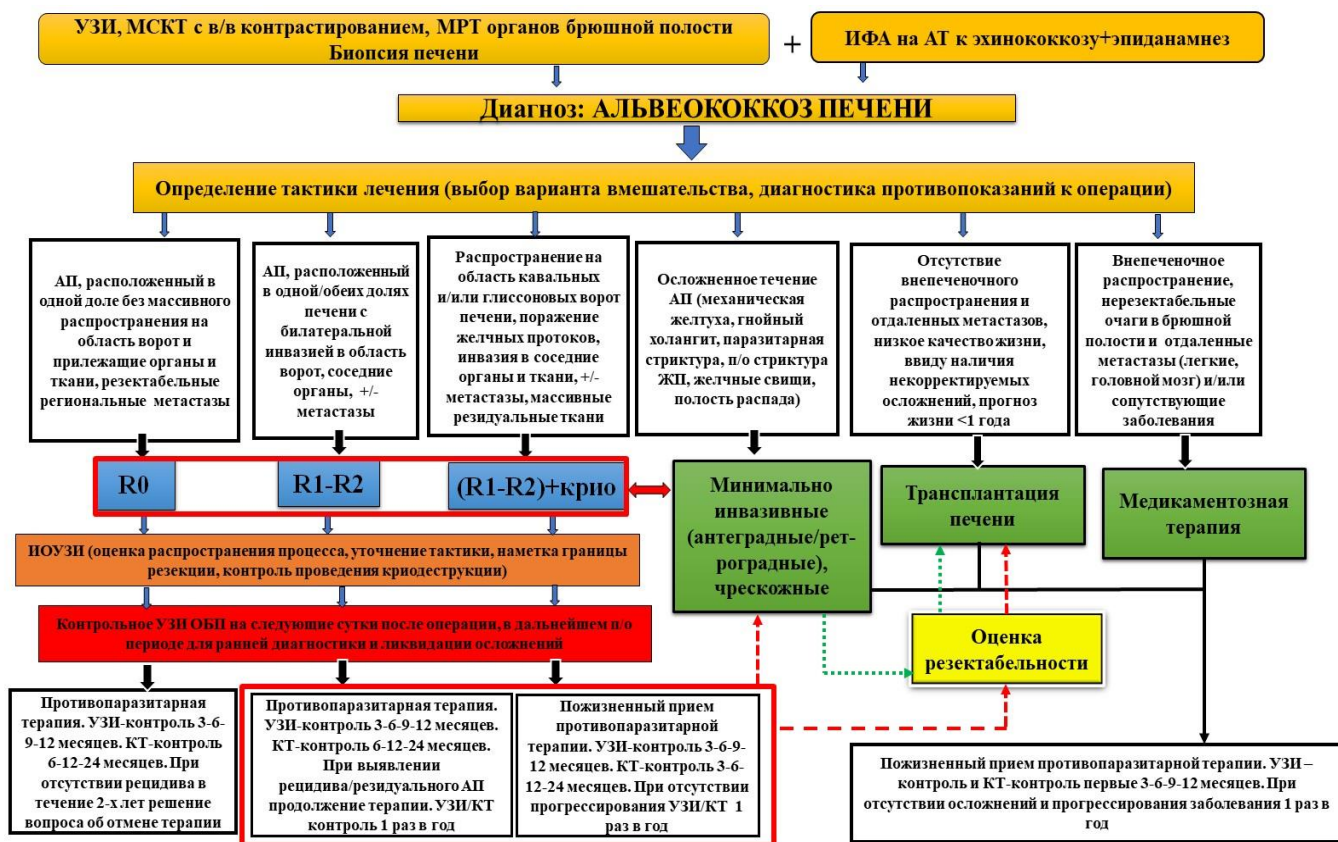 УЗИ, МСКТ с в/в контрастированием, МРТ органов брюшной полости
Биопсия печени
+
ИФА на АТ к эхинококкозу+эпиданамнез
Диагноз: АЛЬВЕОКОККОЗ ПЕЧЕНИ
Определение тактики лечения (выбор варианта вмешательства, диагностика противопоказаний к операции)
АП, расположенный в
одной доле без массивного
распространения на
область ворот и
прилежащие органы и
ткани, резектабельные
региональные метастазы
АП, расположенный
в одной/обеих долях
печени с
билатеральной
инвазией в область
ворот, соседние
органы, +/-
метастазы
Распространение на
область кавальных
и/или глиссоновых ворот
печени, поражение
желчных протоков,
инвазия в соседние
органы и ткани, +/-
метастазы, массивные
резидуальные ткани
Осложненное течение
АП (механическая
желтуха, гнойный
холангит, паразитарная
стриктура, п/о стриктура
ЖП, желчные свищи,
полость распада)
Отсутствие
внепеченочного
распространения и
отдаленных метастазов,
низкое качество жизни,
ввиду наличия
некорректируемых
осложнений, прогноз
жизни <1 года
Внепеченочное
распространение,
нерезектабельные
очаги в брюшной
полости и отдаленные
метастазы (легкие,
головной мозг) и/или
сопутствующие
заболевания
R0
R1-R2
(R1-R2)+крио
Минимально
инвазивные
(антеградные/рет-
роградные),
чрескожные
Трансплантация
печени
Медикаментозная
терапия
ИОУЗИ (оценка распространения процесса, уточнение тактики, наметка границы
резекции, контроль проведения криодеструкции)
Контрольное УЗИ ОБП на следующие сутки после операции, в дальнейшем п/о
периоде для ранней диагностики и ликвидации осложнений
Оценка
резектабельности
Противопаразитарная
терапия. УЗИ-контроль 3-6-
9-12 месяцев. КТ-контроль
6-12-24 месяцев. При
отсутствии рецидива в
течение 2-х лет решение
вопроса об отмене терапии
Противопаразитарная терапия.
УЗИ-контроль 3-6-9-12 месяцев.
КТ-контроль 6-12-24 месяцев.
При выявлении
рецидива/резидуального АП
продолжение терапии. УЗИ/КТ
контроль 1 раз в год
Пожизненный прием
противопаразитарной
терапии. УЗИ-контроль 3-6-9-
12 месяцев. КТ-контроль 3-6-
12-24 месяцев. При отсутствии
прогрессирования УЗИ/КТ 1
раз в год
Пожизненный прием противопаразитарной терапии. УЗИ –
контроль и КТ-контроль первые 3-6-9-12 месяцев. При
отсутствии осложнений и прогрессирования заболевания 1 раз в
год